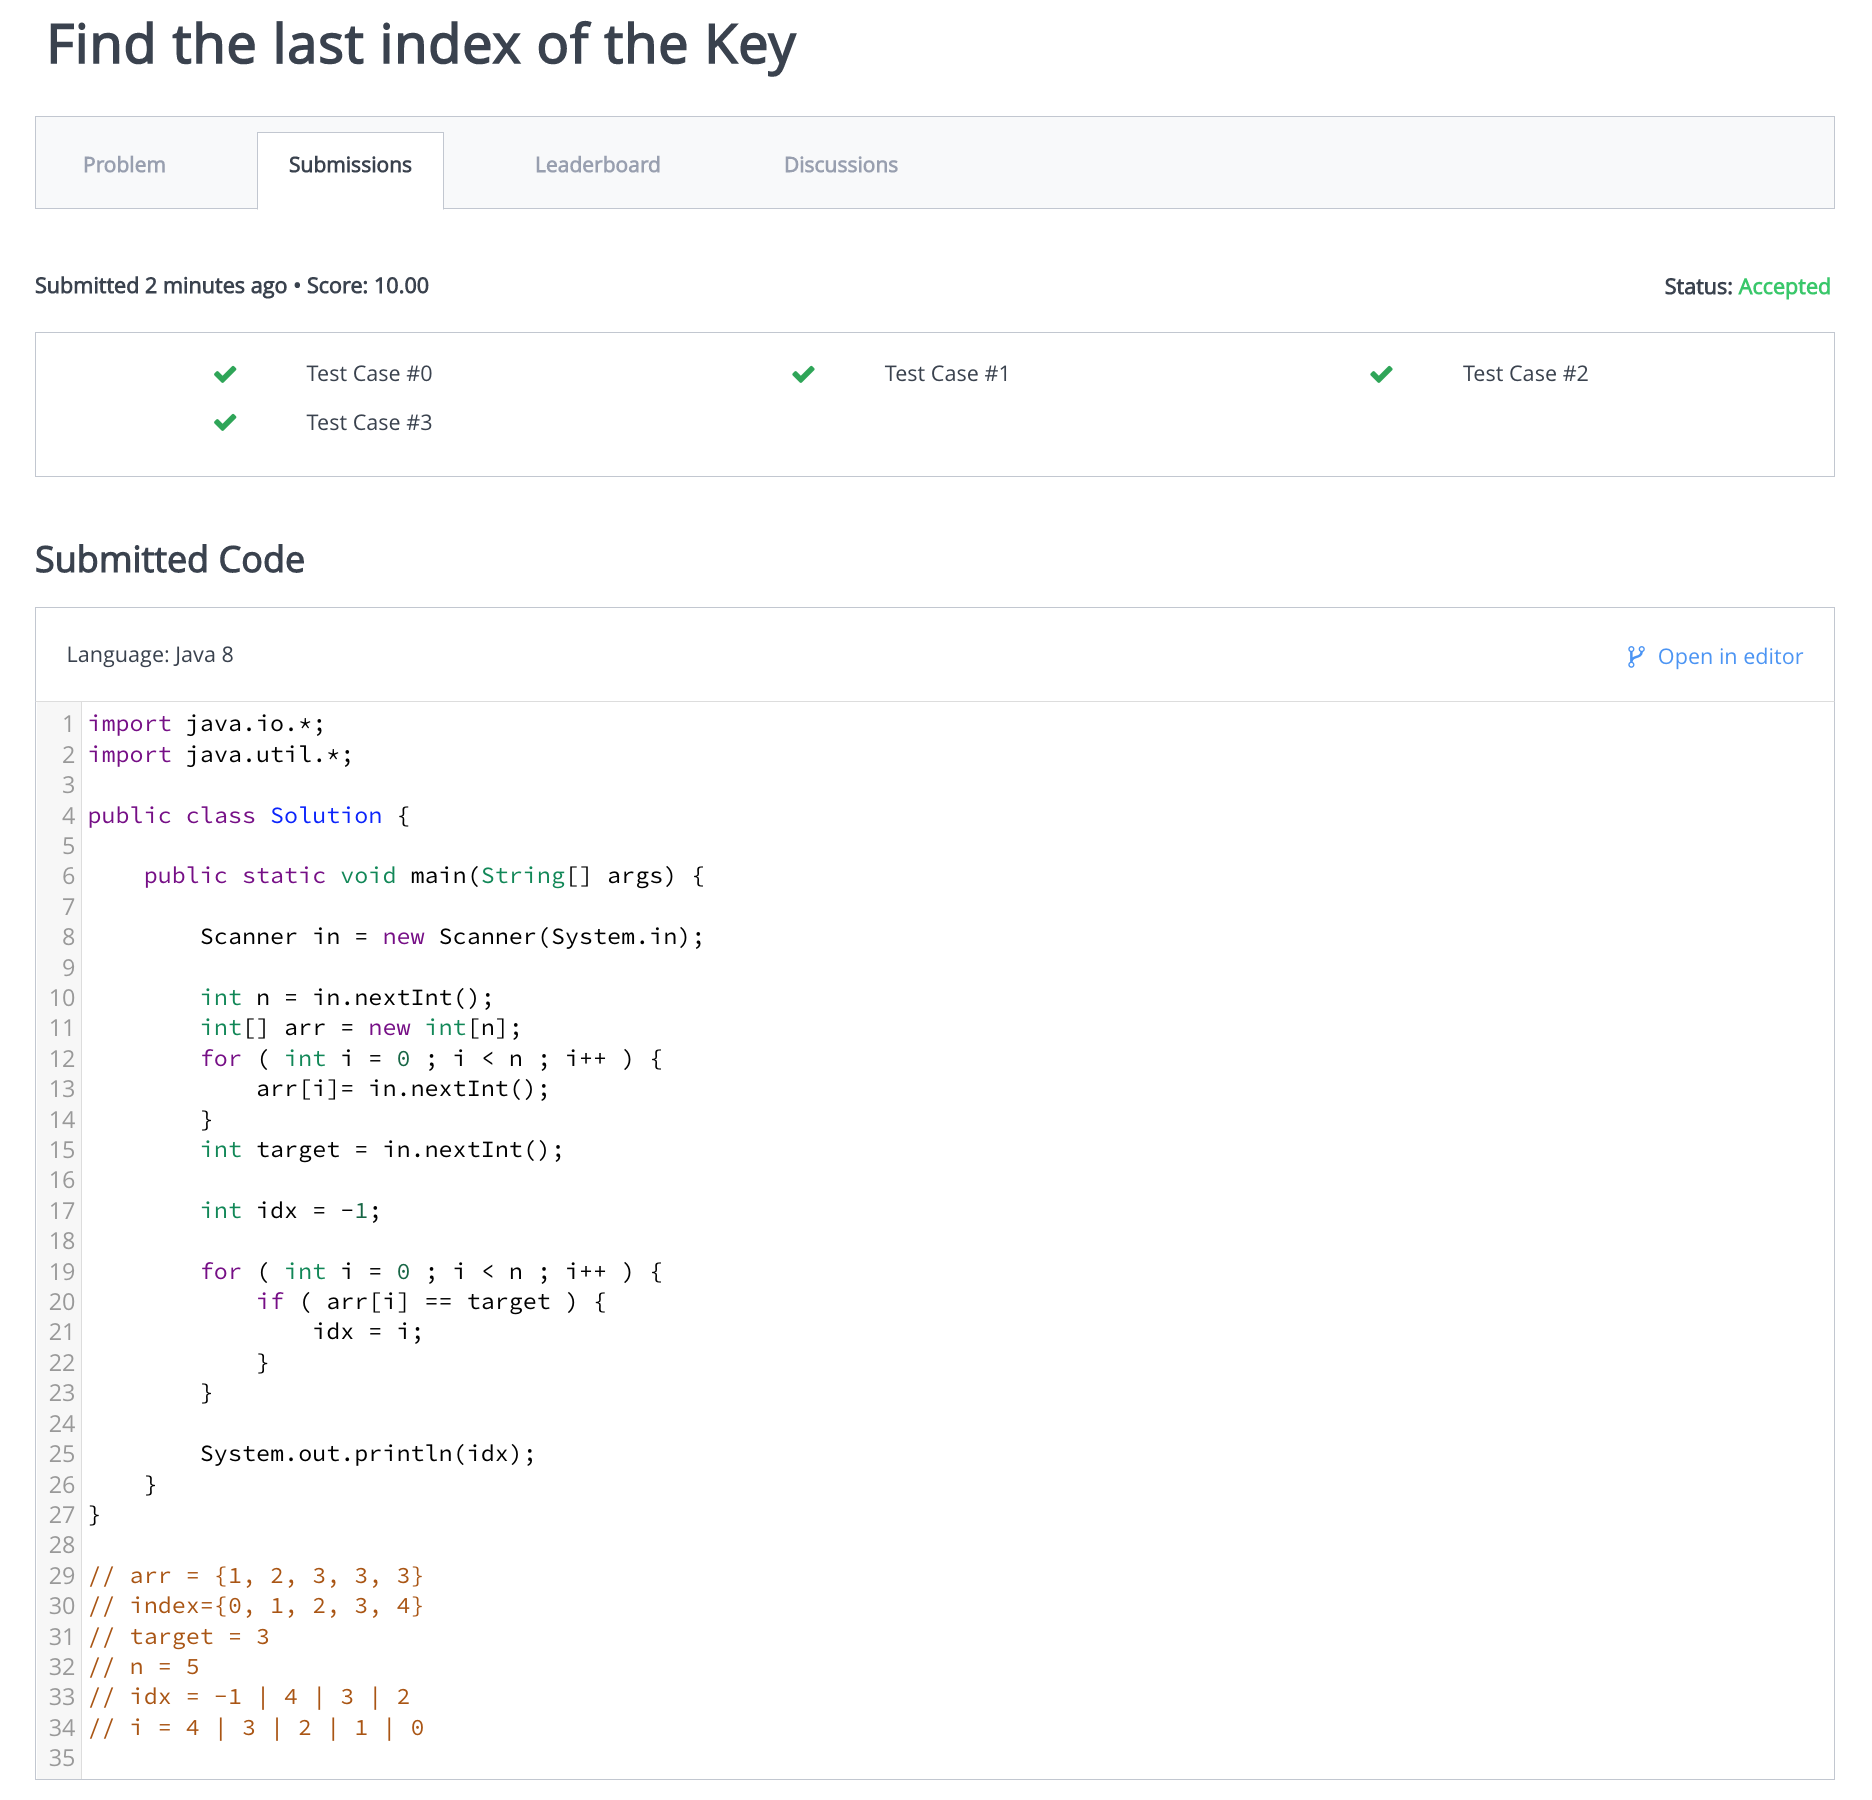 Find the last index of the Key
Problem Submissions Leaderboard Discussions
Submitted 2 minutes ago • Score: 10.00 Status: Accepted
Test Case #0 Test Case #1 Test Case #2
Test Case #3
Submitted Code
Language: Java 8 Open in editor
1 import java.io.*;
2 import java.util.*;
3
4 public class Solution {
5
6     public static void main(String[] args) {
7
8         Scanner in = new Scanner(System.in);
9
10         int n = in.nextInt();
11         int[] arr = new int[n];
12         for ( int i = 0 ; i < n ; i++ ) {
13             arr[i]= in.nextInt();
14         }
15         int target = in.nextInt();
16
17         int idx = -1;
18
19         for ( int i = 0 ; i < n ; i++ ) {
20             if ( arr[i] == target ) {
21                 idx = i;
22             }
23         }
24
25         System.out.println(idx);
26     }
27 }
28
29 // arr = {1, 2, 3, 3, 3}
30 // index={0, 1, 2, 3, 4}
31 // target = 3
32 // n = 5
33 // idx = -1 | 4 | 3 | 2
34 // i = 4 | 3 | 2 | 1 | 0
35